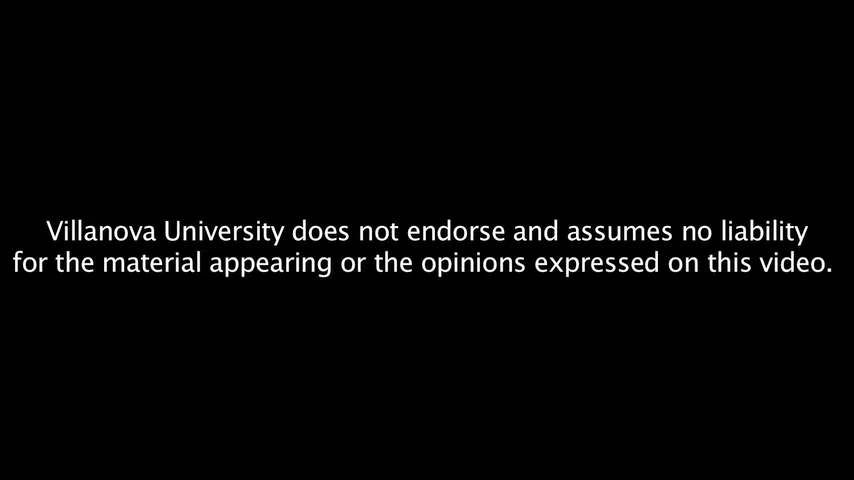 Villanova University does not endorse and assumes no liability
for the material appearing or the opinions expressed on this video.